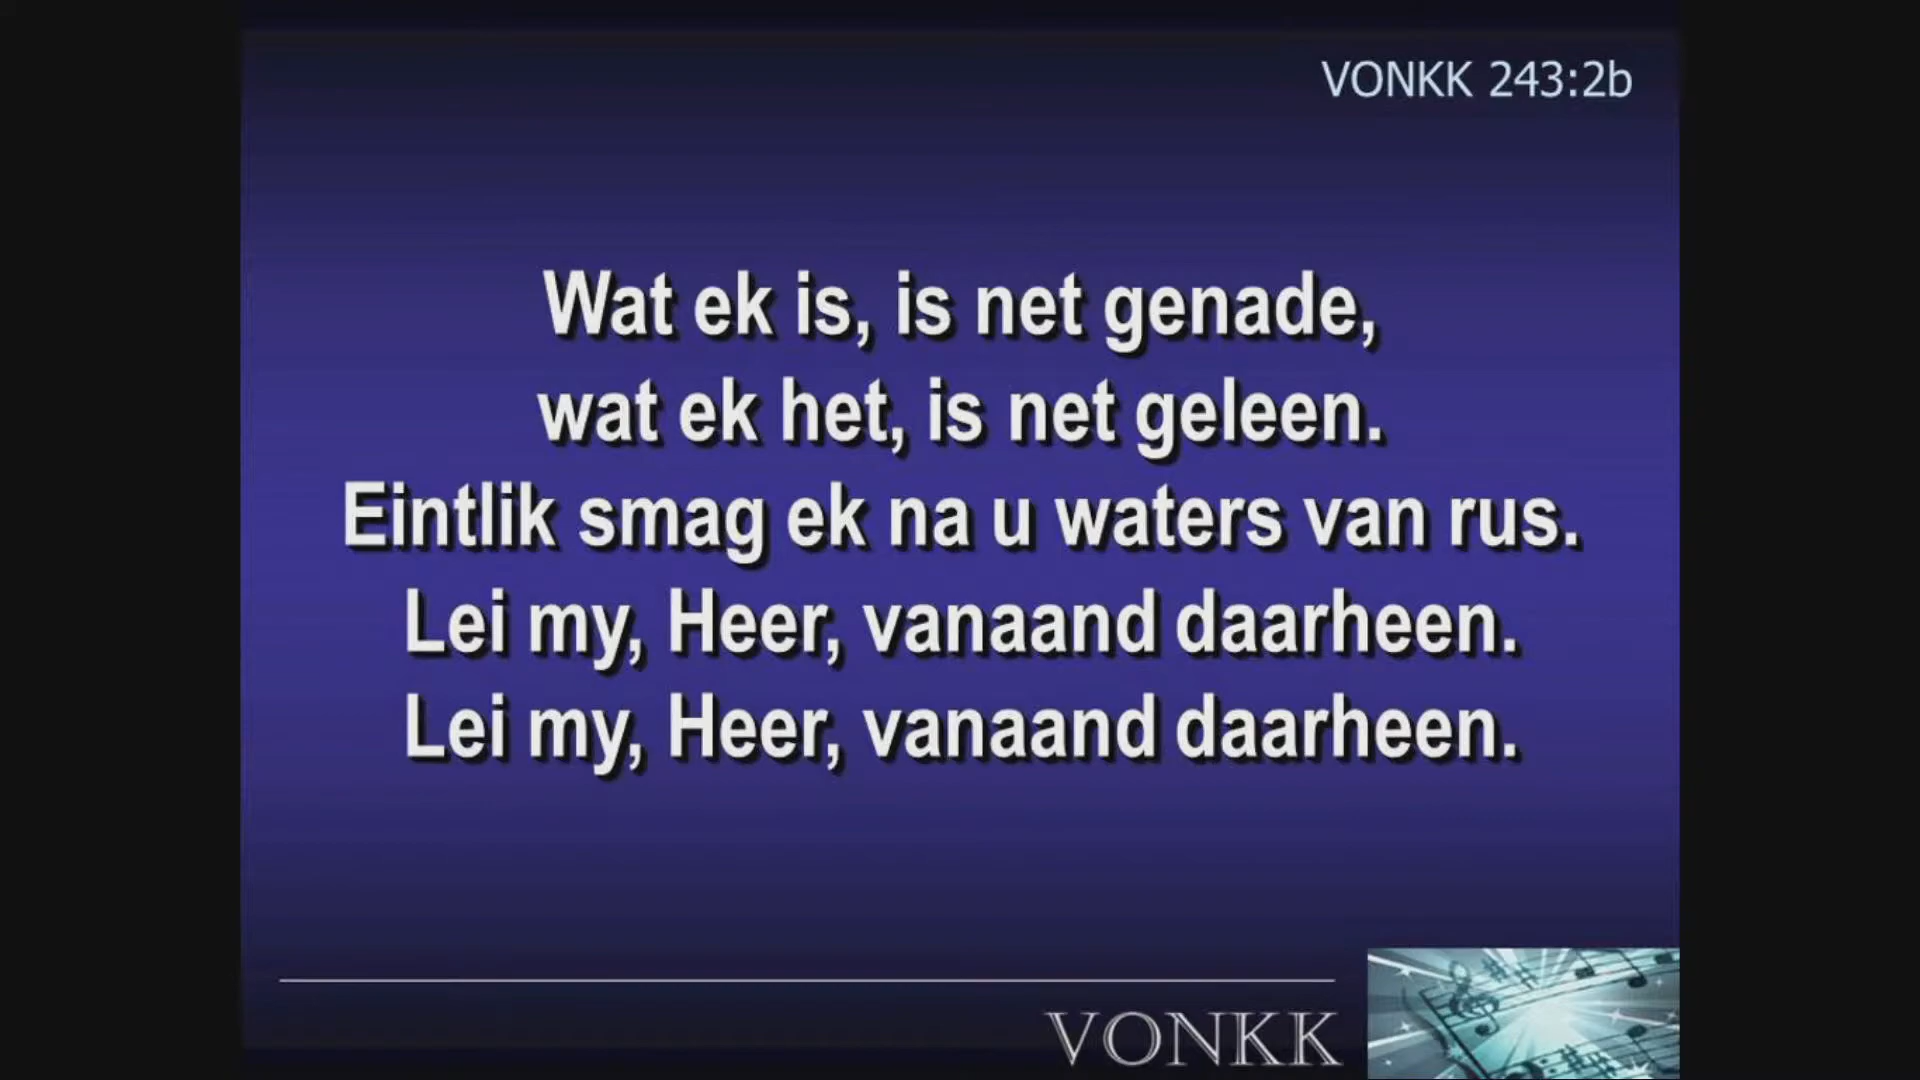 VONKK 243:2b
Wat ek is, is net genade,
wat ek het, is net geleen.
Eintlik smag ek na u waters van rus.
Lei my, Heer, vanaand daarheen.
Lei my, Heer, vanaand daarheen.
VONKK